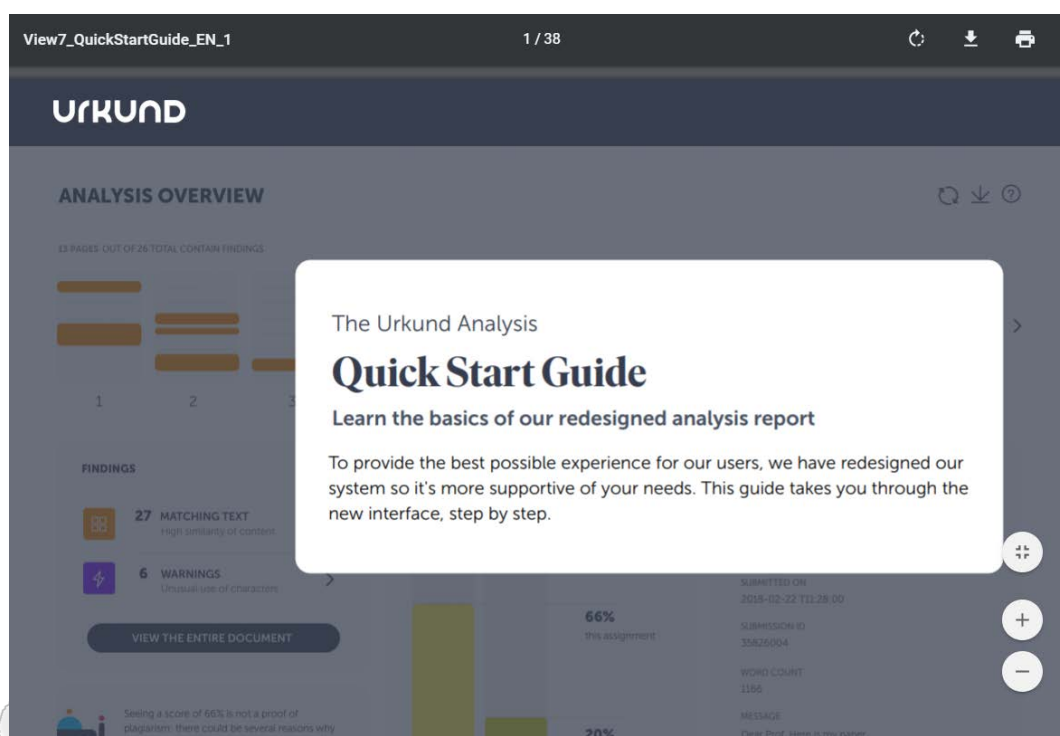 View7_QuickStartGuide_EN_1
1 / 38
URKUND
ANALYSIS OVERVIEW
13 PAGES OUT OF 26 TOTAL CONTAIN FINDINGS
1 2 3
The Urkund Analysis
Quick Start Guide
Learn the basics of our redesigned analysis report
To provide the best possible experience for our users, we have redesigned our
system so it's more supportive of your needs. This guide takes you through the
new interface, step by step.
FINDINGS
27 MATCHING TEXT
High similarity of content
6 WARNINGS
Unusual use of characters
VIEW THE ENTIRE DOCUMENT
Seeing a score of 66% is not a proof of
plagiarism: there could be several reasons why
66%
this assignment
20%
SUBMITTED ON
2018-02-22 T11:28:00
SUBMISSION ID
35826004
WORD COUNT
1166
MESSAGE
Dear Prof. Here is my paper